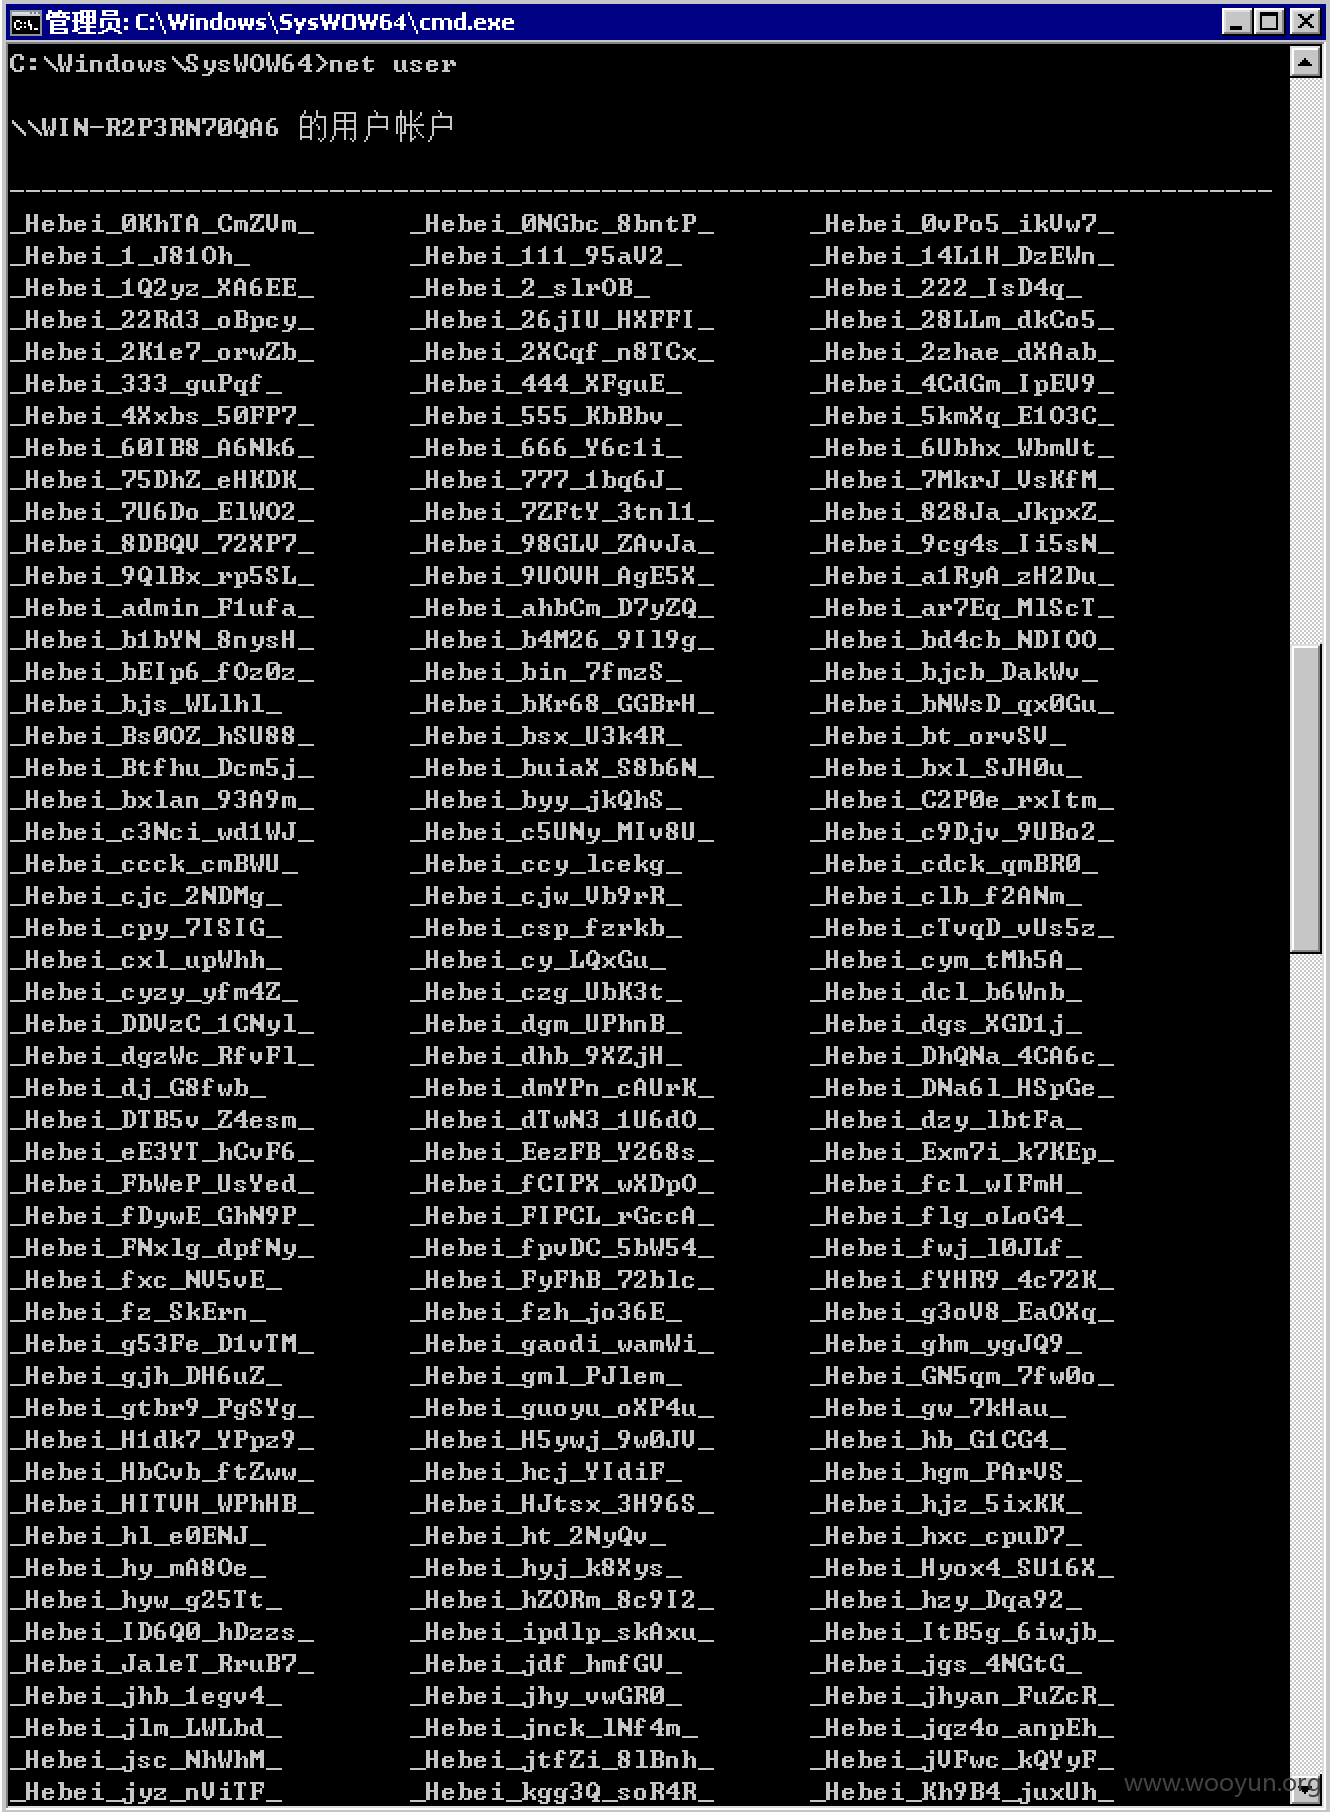 管理员: C:\Windows\SysWOW64\cmd.exe
C:\Windows\SysWOW64>net user
\\WIN-R2P3RN70QA6 的用户帐户
-------------------------------------------------------------------------------
_Hebei_0KhTA_CmZVm_ _Hebei_0NGbc_8bntP_ _Hebei_0vPo5_ikVw7_
_Hebei_1_J81Oh_ _Hebei_111_95aV2_ _Hebei_14L1H_DzEWn_
_Hebei_1Q2yz_XA6EE_ _Hebei_2_slrOB_ _Hebei_222_IsD4q_
_Hebei_22Rd3_oBpcy_ _Hebei_26jIU_HXFFI_ _Hebei_28LLm_dkCo5_
_Hebei_2K1e7_orwZb_ _Hebei_2XCqf_n8TCx_ _Hebei_2zhae_dXAab_
_Hebei_333_guPqf_ _Hebei_444_XFguE_ _Hebei_4CdGm_IpEV9_
_Hebei_4Xxbs_50FP7_ _Hebei_555_KbBbv_ _Hebei_5kmXq_E1O3C_
_Hebei_60IB8_A6Nk6_ _Hebei_666_Y6c1i_ _Hebei_6Ubhx_WbmUt_
_Hebei_75DhZ_eHKDK_ _Hebei_777_1bq6J_ _Hebei_7MkrJ_VsKfM_
_Hebei_7U6Do_ElWO2_ _Hebei_7ZFtY_3tnl1_ _Hebei_828Ja_JkpxZ_
_Hebei_8DBQV_72XP7_ _Hebei_98GLV_ZAvJa_ _Hebei_9cg4s_Ii5sN_
_Hebei_9QlBx_rp5SL_ _Hebei_9UOVH_AgE5X_ _Hebei_a1RyA_zH2Du_
_Hebei_admin_F1ufa_ _Hebei_ahbCm_D7yZQ_ _Hebei_ar7Eq_MlScT_
_Hebei_b1bYN_8nysH_ _Hebei_b4M26_9Il9g_ _Hebei_bd4cb_NDIOO_
_Hebei_bEIp6_fOz0z_ _Hebei_bin_7fmzS_ _Hebei_bjcb_DakWv_
_Hebei_bjs_WLlhl_ _Hebei_bKr68_GGBrH_ _Hebei_bNWsD_qx0Gu_
_Hebei_Bs0OZ_hSU88_ _Hebei_bsx_U3k4R_ _Hebei_bt_orvSV_
_Hebei_Btfhu_Dcm5j_ _Hebei_buiaX_S8b6N_ _Hebei_bxl_SJH0u_
_Hebei_bxlan_93A9m_ _Hebei_byy_jkQhS_ _Hebei_C2P0e_rxItm_
_Hebei_c3Nci_wd1WJ_ _Hebei_c5UNy_MIv8U_ _Hebei_c9Djv_9UBo2_
_Hebei_ccck_cmBWU_ _Hebei_ccy_lcekg_ _Hebei_cdck_qmBR0_
_Hebei_cjc_2NDMg_ _Hebei_cjw_Vb9rR_ _Hebei_clb_f2ANm_
_Hebei_cpy_7ISIG_ _Hebei_csp_fzrkb_ _Hebei_cTvqD_vUs5z_
_Hebei_cxl_upWhh_ _Hebei_cy_LQxGu_ _Hebei_cym_tMh5A_
_Hebei_cyzy_yfm4Z_ _Hebei_czg_UbK3t_ _Hebei_dcl_b6Wnb_
_Hebei_DDVzC_1CNyl_ _Hebei_dgm_UPhnB_ _Hebei_dgs_XGD1j_
_Hebei_dgzWc_RfvFl_ _Hebei_dhb_9XZjH_ _Hebei_DhQNa_4CA6c_
_Hebei_dj_G8fwb_ _Hebei_dmYPn_cAUrK_ _Hebei_DNa6l_HSpGe_
_Hebei_DTB5v_Z4esm_ _Hebei_dTwN3_1U6dO_ _Hebei_dzy_lbtFa_
_Hebei_eE3YT_hCvF6_ _Hebei_EezFB_Y268s_ _Hebei_Exm7i_k7KEp_
_Hebei_FbWeP_UsYed_ _Hebei_fCIPX_wXDpO_ _Hebei_fcl_wIFmH_
_Hebei_fDywE_GhN9P_ _Hebei_FIPCL_rGccA_ _Hebei_flg_oLoG4_
_Hebei_FNxlg_dpfNy_ _Hebei_fpvDC_5bW54_ _Hebei_fwj_l0JLf_
_Hebei_fxc_NV5vE_ _Hebei_FyFhB_72blc_ _Hebei_fYHR9_4c72K_
_Hebei_fz_SkErn_ _Hebei_fzh_jo36E_ _Hebei_g3oV8_EaOXq_
_Hebei_g53Fe_D1vTM_ _Hebei_gaodi_wamWi_ _Hebei_ghm_ygJQ9_
_Hebei_gjh_DH6uZ_ _Hebei_gml_PJlem_ _Hebei_GN5qm_7fw0o_
_Hebei_gtbr9_PgSYg_ _Hebei_guoyu_oXP4u_ _Hebei_gw_7kHau_
_Hebei_H1dk7_YPpz9_ _Hebei_H5ywj_9w0JV_ _Hebei_hb_G1CG4_
_Hebei_HbCvb_ftZww_ _Hebei_hcj_YIdiF_ _Hebei_hgm_PArVS_
_Hebei_HITVH_WPhHB_ _Hebei_HJtsx_3H96S_ _Hebei_hjz_5ixKK_
_Hebei_hl_e0ENJ_ _Hebei_ht_2NyQv_ _Hebei_hxc_cpuD7_
_Hebei_hy_mA8Oe_ _Hebei_hyj_k8Xys_ _Hebei_Hyox4_SU16X_
_Hebei_hyw_g25Tt_ _Hebei_hZORm_8c9I2_ _Hebei_hzy_Dqa92_
_Hebei_ID6Q0_hDzzs_ _Hebei_ipdlp_skAxu_ _Hebei_ItB5g_6iwjb_
_Hebei_JaleT_RruB7_ _Hebei_jdf_hmfGV_ _Hebei_jgs_4NGtG_
_Hebei_jhb_1egv4_ _Hebei_jhy_vwGR0_ _Hebei_jhyan_FuZcR_
_Hebei_jlm_LWLbd_ _Hebei_jnck_lNf4m_ _Hebei_jqz4o_anpEh_
_Hebei_jsc_NhWhM_ _Hebei_jtfZi_8lBnh_ _Hebei_jVFwc_kQYyF_
_Hebei_jyz_nViTF_ _Hebei_kgg3Q_soR4R_ _Hebei_Kh9B4_juxUh_
www.wooyun.org